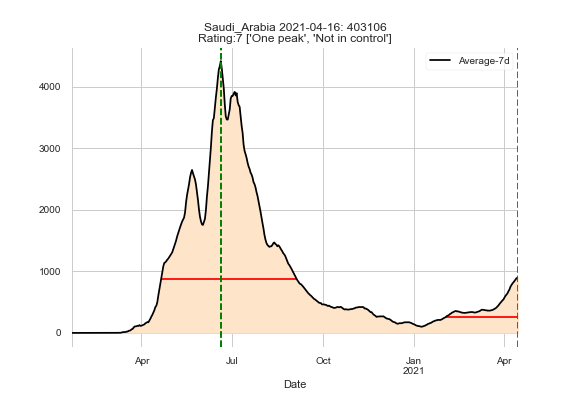 Saudi_Arabia 2021-04-16: 403106
Rating:7 ['One peak', 'Not in control']
Average-7d
4000
3000
2000
1000
0
Apr Jul Oct Jan Apr
2021
Date